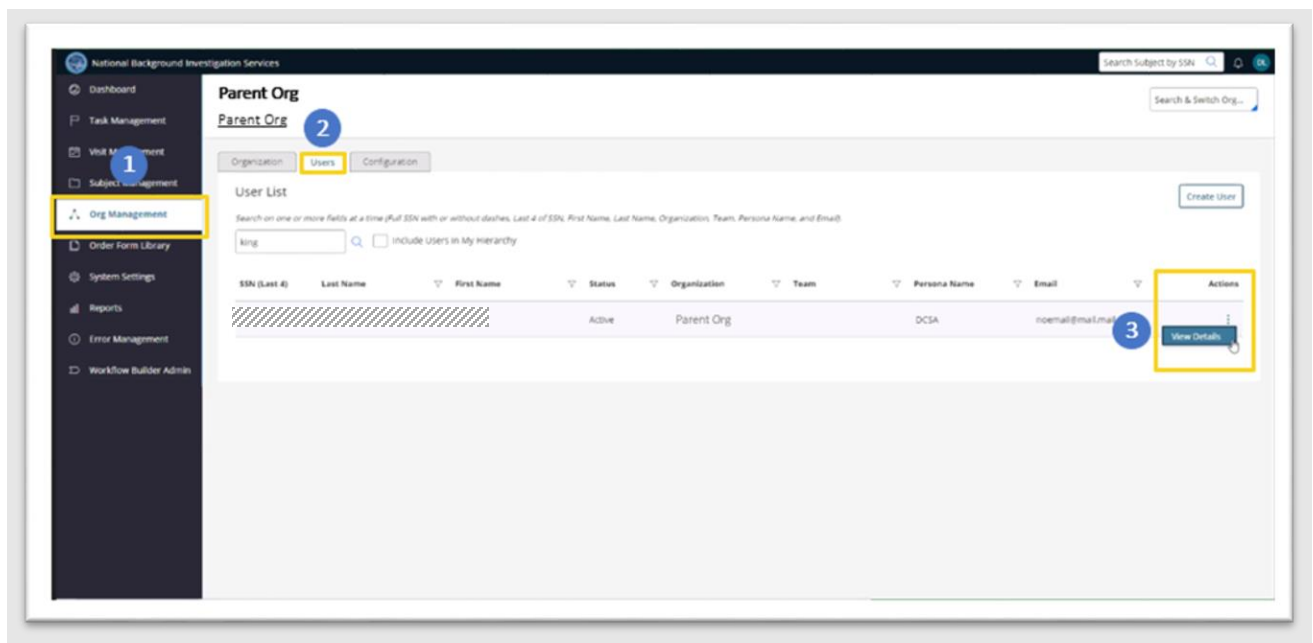 National Background Investigation Services
Search Subject by SSN
DL
Dashboard
Task Management
Visit M ment
1
Subject Management
Org Management
Order Form Library
System Settings
Reports
Error Management
Workflow Builder Admin
Parent Org
Search & Switch Org...
Parent Org
2
Organization Users Configuration
User List
Create User
Search on one or more fields at a time (Full SSN with or without dashes, Last 4 of SSN, First Name, Last Name, Organization, Team, Persona Name, and Email).
king
Include Users in My Hierarchy
SSN (Last 4) Last Name First Name Status Organization Team Persona Name Email Actions
Active Parent Org DCSA noemail@mail.mail
3
View Details